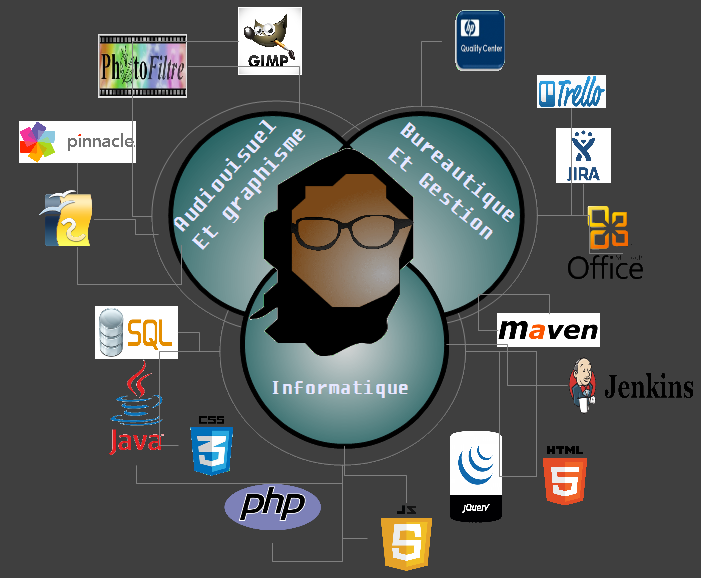 GIMP
hp
Quality Center
PhotoFiltre
Trello
pinnacle
JIRA
Audiovisuel
Et graphisme
Bureautique
Et Gestion
Office
SQL
maven
Java
Informatique
Jenkins
CSS
3
HTML
5
jQuery
php
JS
5